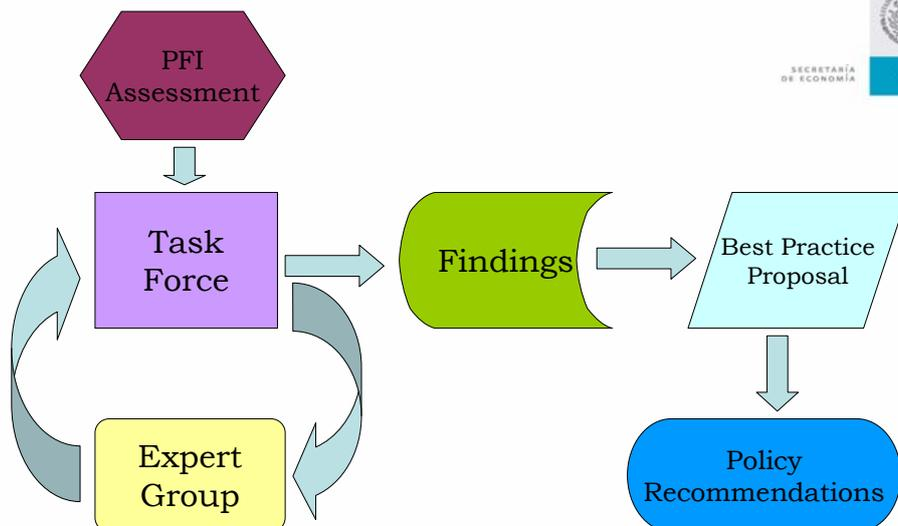 PFI
Assessment
SECRETARÍA
DE ECONOMÍA
Task
Force
Findings
Best Practice
Proposal
Expert
Group
Policy
Recommendations